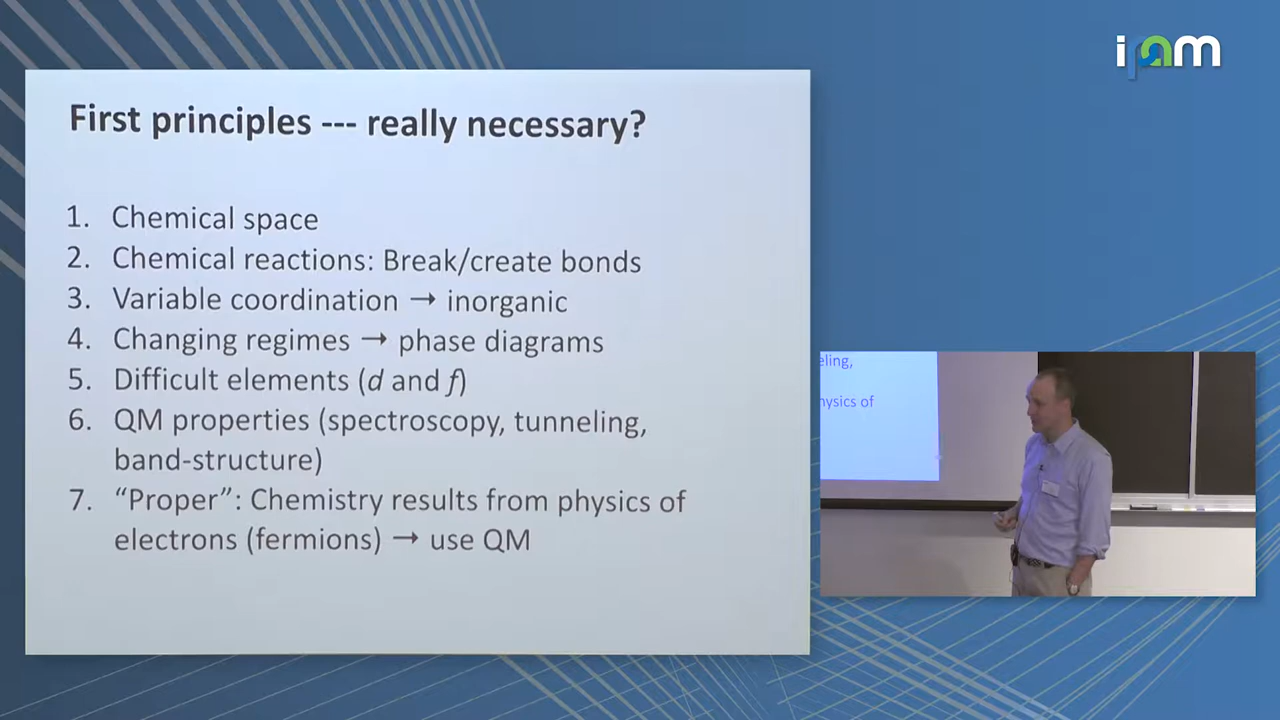 ipam
First principles --- really necessary?
1. Chemical space
2. Chemical reactions: Break/create bonds
3. Variable coordination → inorganic
4. Changing regimes → phase diagrams
5. Difficult elements (d and f)
6. QM properties (spectroscopy, tunneling,
band-structure)
7. “Proper”: Chemistry results from physics of
electrons (fermions) → use QM
eling,
hysics of